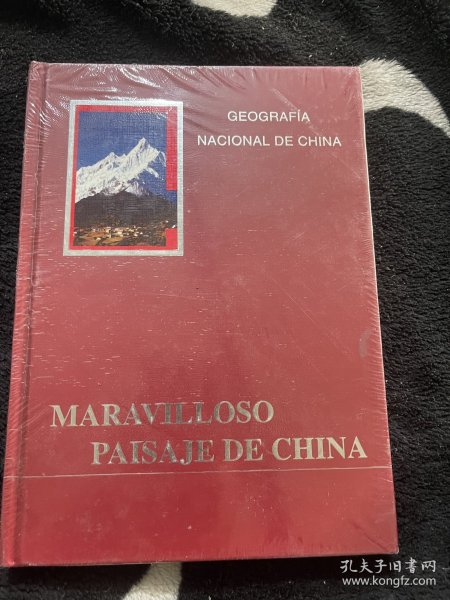 GEOGRAFÍA
NACIONAL DE CHINA
MARAVILLOSO
PAISAJE DE CHINA
孔夫子旧书网
www.kongfz.com